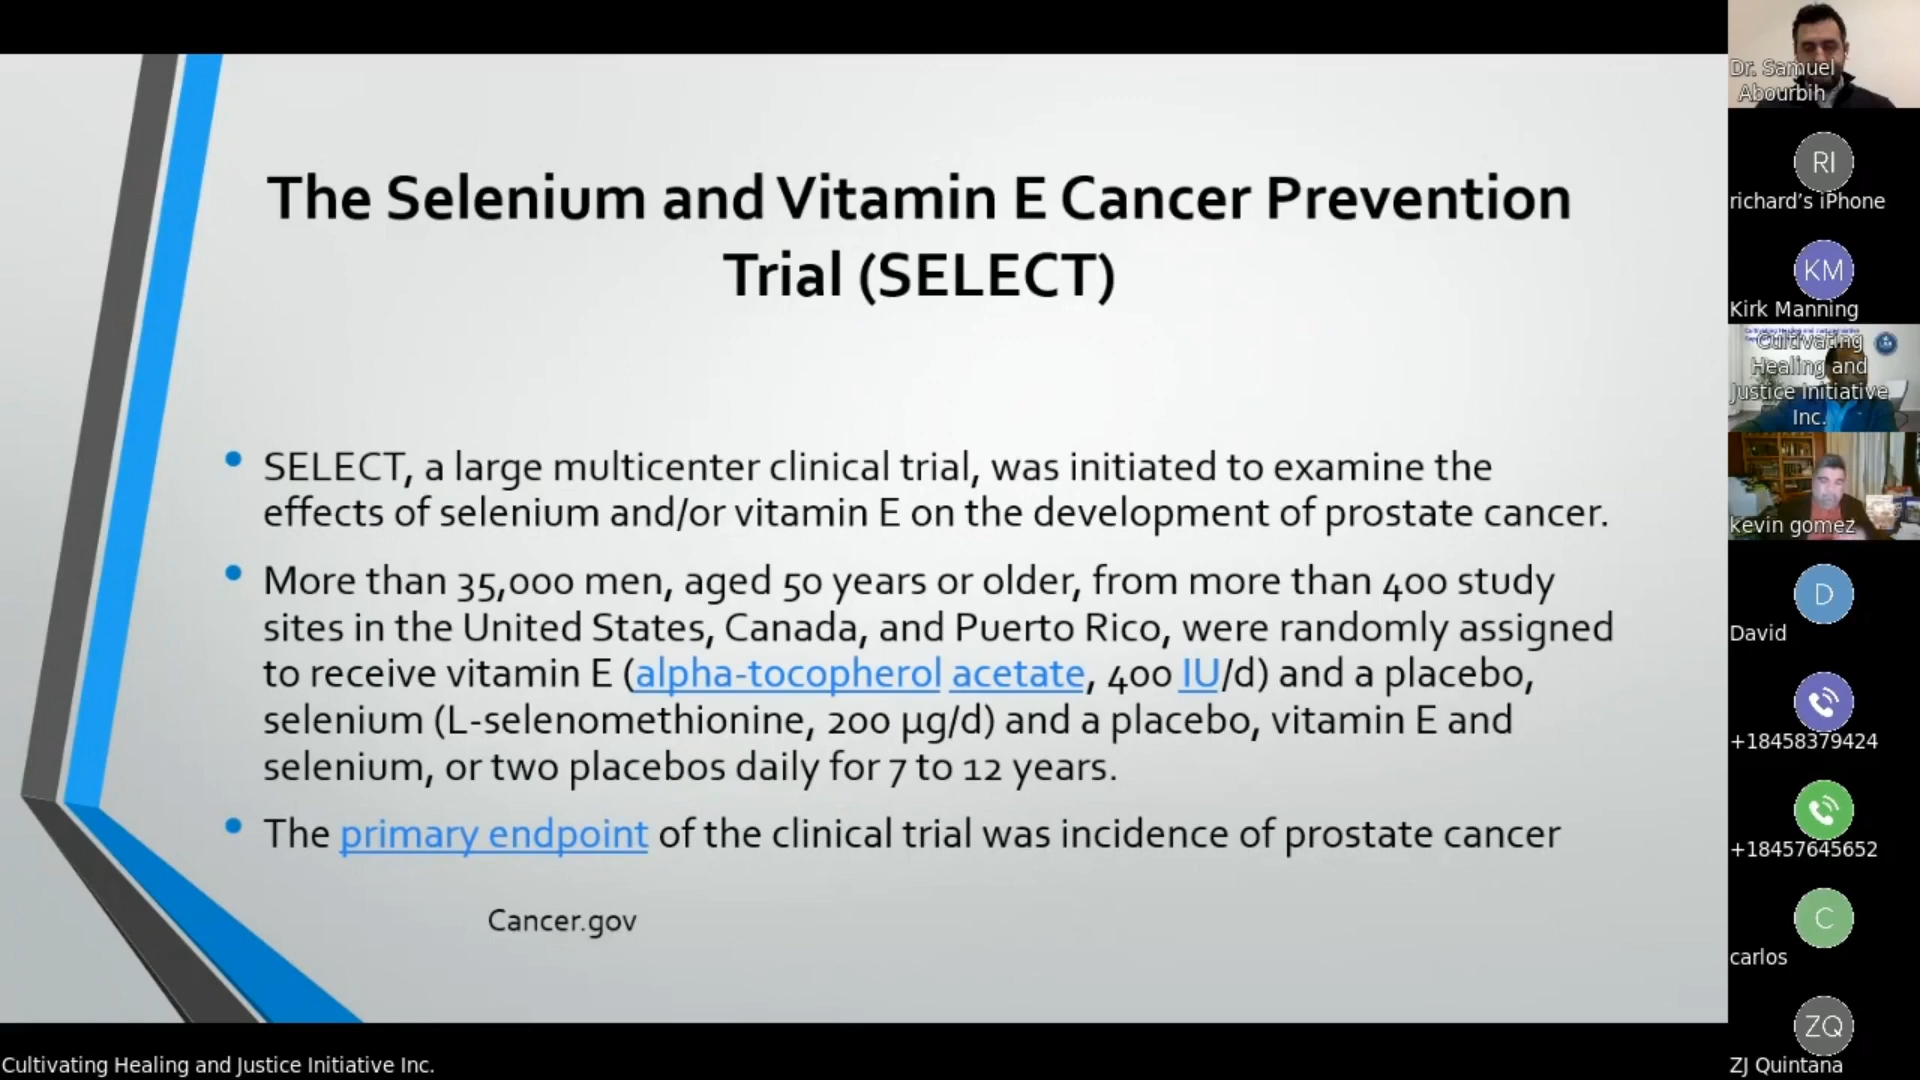 The Selenium and Vitamin E Cancer Prevention
Trial (SELECT)
SELECT, a large multicenter clinical trial, was initiated to examine the
effects of selenium and/or vitamin E on the development of prostate cancer.
More than 35,000 men, aged 50 years or older, from more than 400 study
sites in the United States, Canada, and Puerto Rico, were randomly assigned
to receive vitamin E (alpha-tocopherol acetate, 400 IU/d) and a placebo,
selenium (L-selenomethionine, 200 µg/d) and a placebo, vitamin E and
selenium, or two placebos daily for 7 to 12 years.
The primary endpoint of the clinical trial was incidence of prostate cancer
Cancer.gov
Cultivating Healing and Justice Initiative Inc.
Dr. Samuel
Abourbih
RI
richard’s iPhone
KM
Kirk Manning
Cultivating
Healing and
Justice Initiative
Inc.
kevin gomez
D
David
+18458379424
+18457645652
C
carlos
ZQ
ZJ Quintana